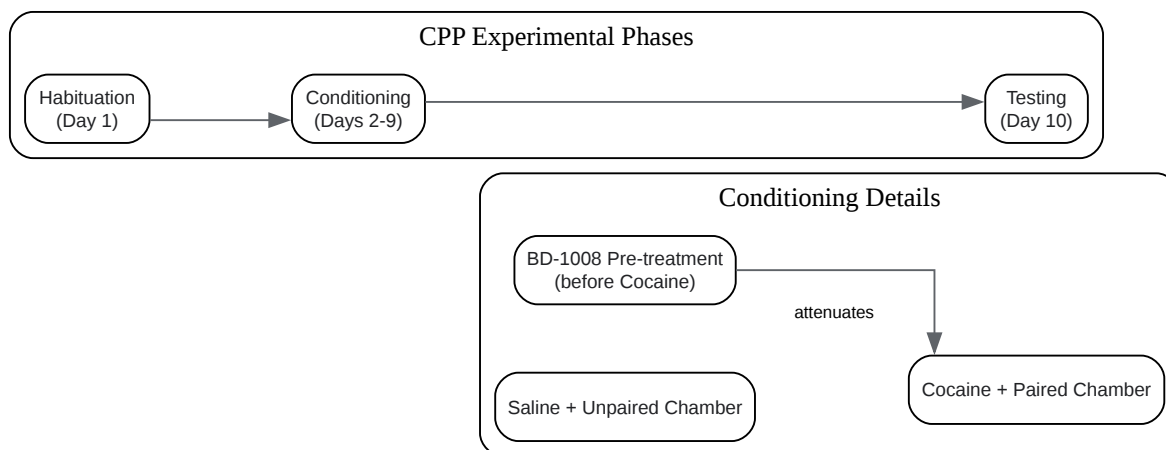 CPP Experimental Phases
Habituation
(Day 1)
Conditioning
(Days 2-9)
Testing
(Day 10)
Conditioning Details
BD-1008 Pre-treatment
(before Cocaine)
attenuates
Cocaine + Paired Chamber
Saline + Unpaired Chamber